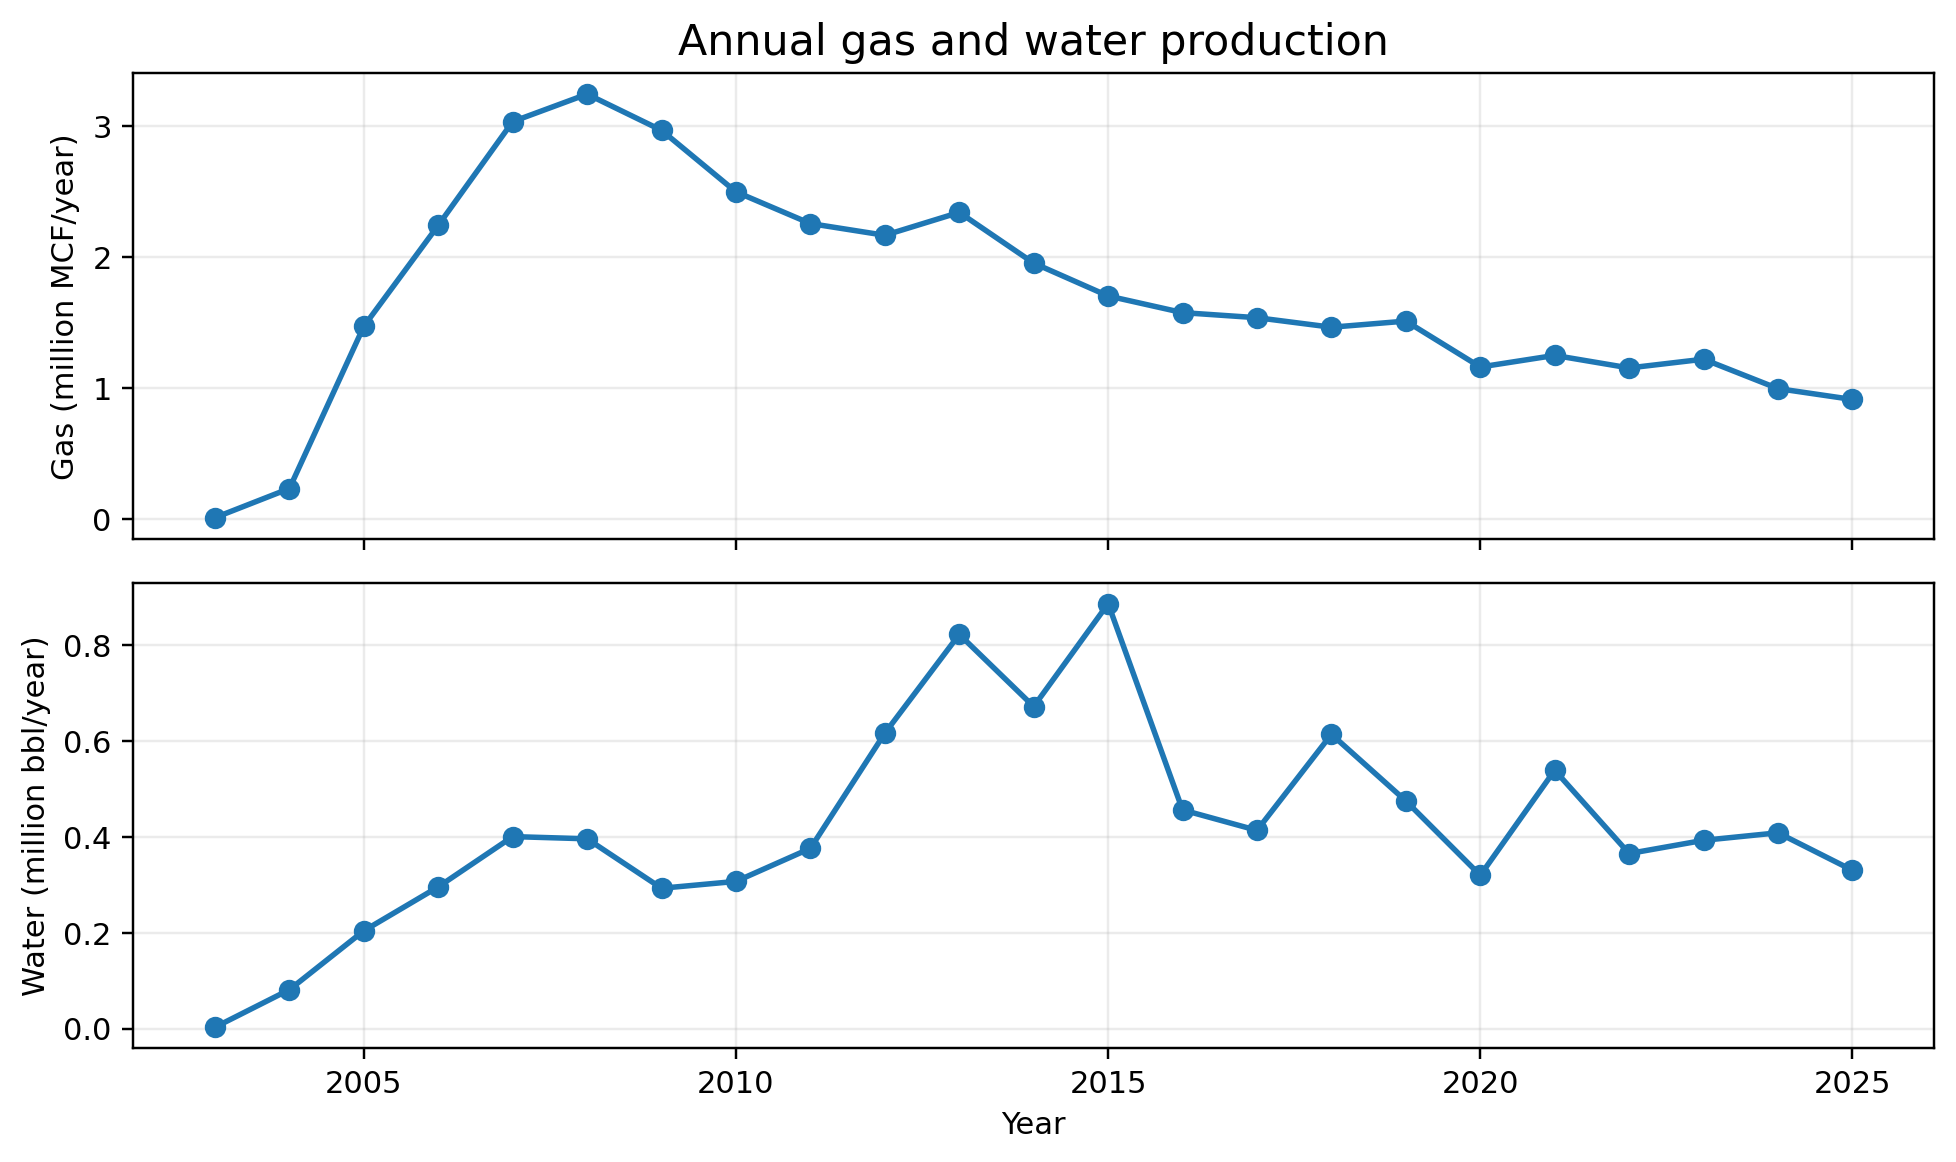 Annual gas and water production
Gas (million MCF/year)
3
2
1
0
Water (million bbl/year)
0.8
0.6
0.4
0.2
0.0
2005 2010 2015 2020 2025
Year